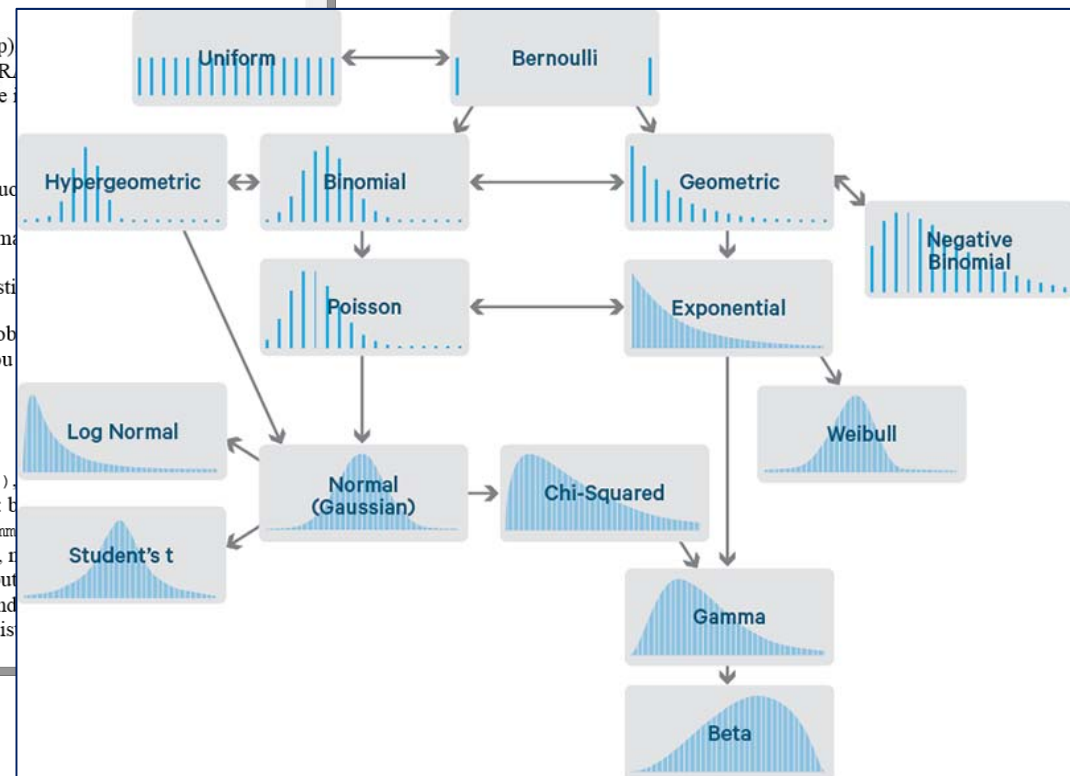 p)
e i
Uniform
Bernoulli
Hypergeometric
Binomial
Geometric
Negative
Binomial
Poisson
Exponential
Log Normal
Weibull
Normal
(Gaussian)
Chi-Squared
Student's t
Gamma
Beta